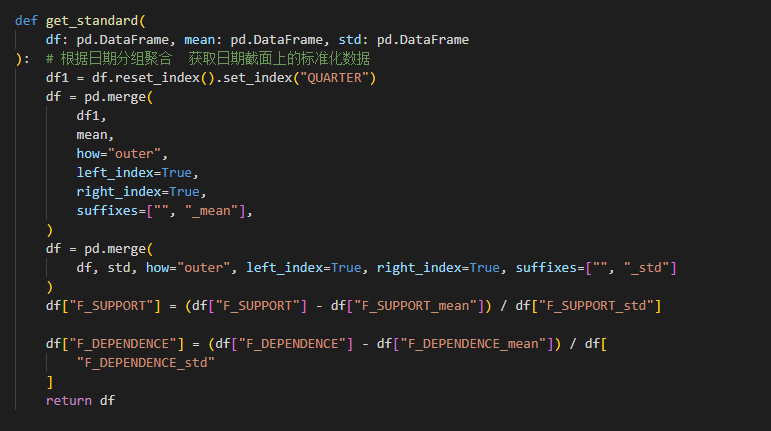 def get_standard(
    df: pd.DataFrame, mean: pd.DataFrame, std: pd.DataFrame
):  # 根据日期分组聚合  获取日期截面上的标准化数据
    df1 = df.reset_index().set_index("QUARTER")
    df = pd.merge(
        df1,
        mean,
        how="outer",
        left_index=True,
        right_index=True,
        suffixes=["", "_mean"],
    )
    df = pd.merge(
        df, std, how="outer", left_index=True, right_index=True, suffixes=["", "_std"]
    )
    df["F_SUPPORT"] = (df["F_SUPPORT"] - df["F_SUPPORT_mean"]) / df["F_SUPPORT_std"]

    df["F_DEPENDENCE"] = (df["F_DEPENDENCE"] - df["F_DEPENDENCE_mean"]) / df[
        "F_DEPENDENCE_std"
    ]
    return df